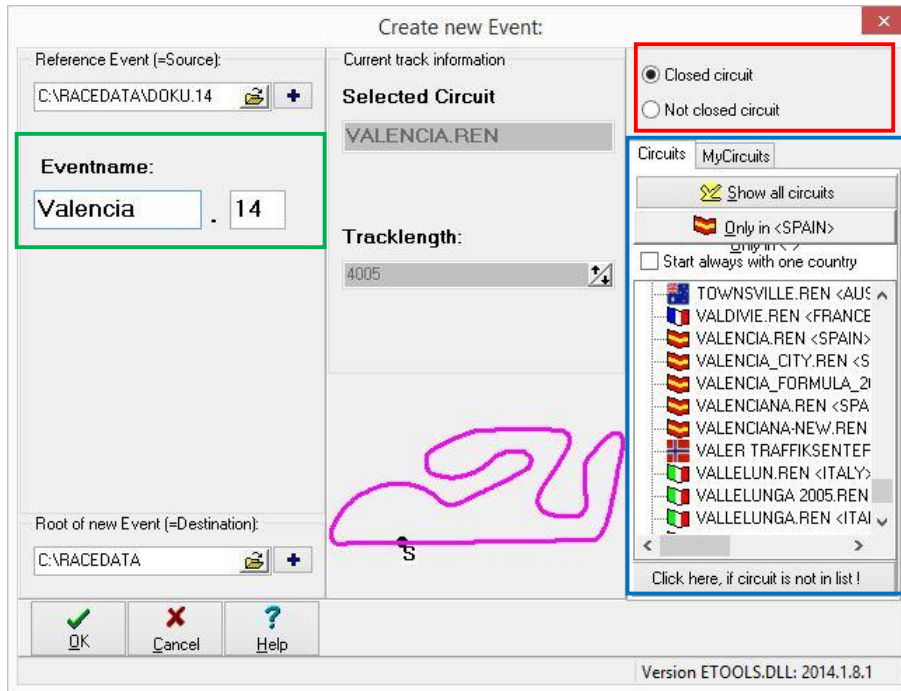 Create new Event:
Reference Event (=Source):
C:\RACEDATA\DOKU.14
Eventname:
Valencia . 14
Root of new Event (=Destination):
C:\RACEDATA
Current track information
Selected Circuit
VALENCIA.REN
Tracklength:
4005
S
Closed circuit
Not closed circuit
Circuits MyCircuits
Show all circuits
Only in <SPAIN>
Only in < >
Start always with one country
TOWNSVILLE.REN <AUS
VALDIVIE.REN <FRANCE
VALENCIA.REN <SPAIN>
VALENCIA_CITY.REN <S
VALENCIA_FORMULA_2
VALENCIANA.REN <SPA
VALENCIANA-NEW.REN
VALER TRAFFIKSENTEF
VALLELUN.REN <ITALY>
VALLELUNGA 2005.REN
VALLELUNGA.REN <ITA
Click here, if circuit is not in list !
OK Cancel Help
Version ETOOLS.DLL: 2014.1.8.1